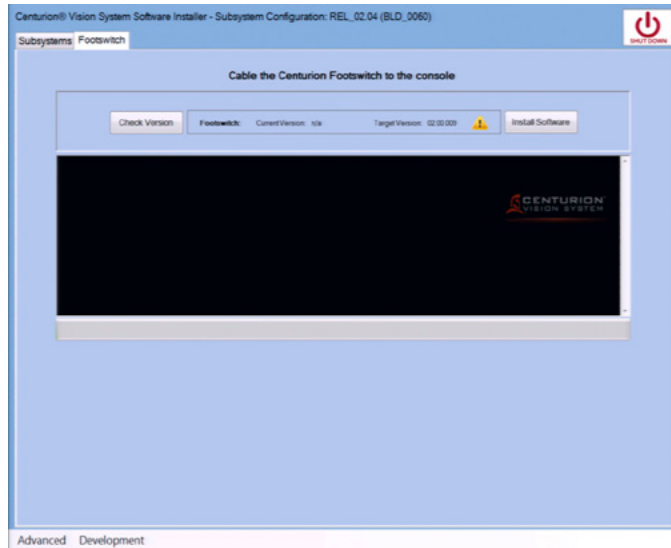 Centurion® Vision System Software Installer - Subsystem Configuration: REL_02.04 (BLD_0060)
SHUT DOWN
Subsystems Footswitch
Cable the Centurion Footswitch to the console
Check Version Footswitch: Current Version: n/a Target Version: 02.00.009 Install Software
CENTURION
VISION SYSTEM
Advanced Development